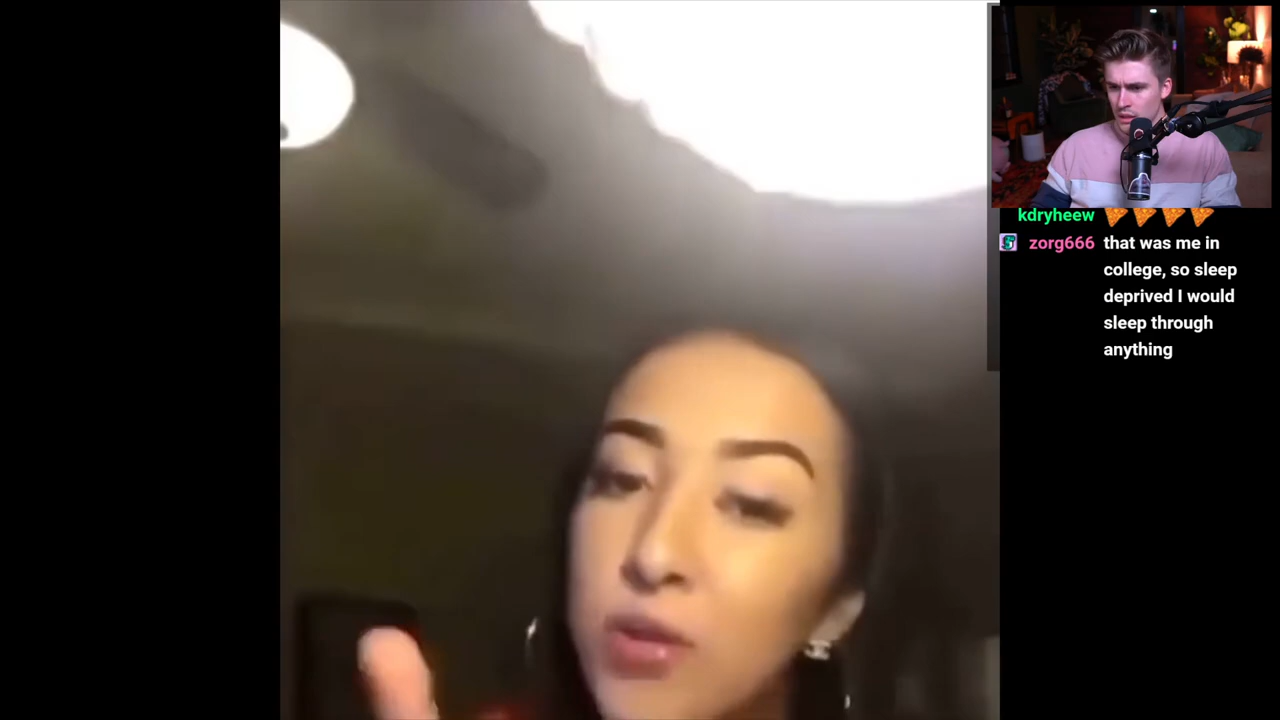 kdryheew
zorg666 that was me in
college, so sleep
deprived I would
sleep through
anything